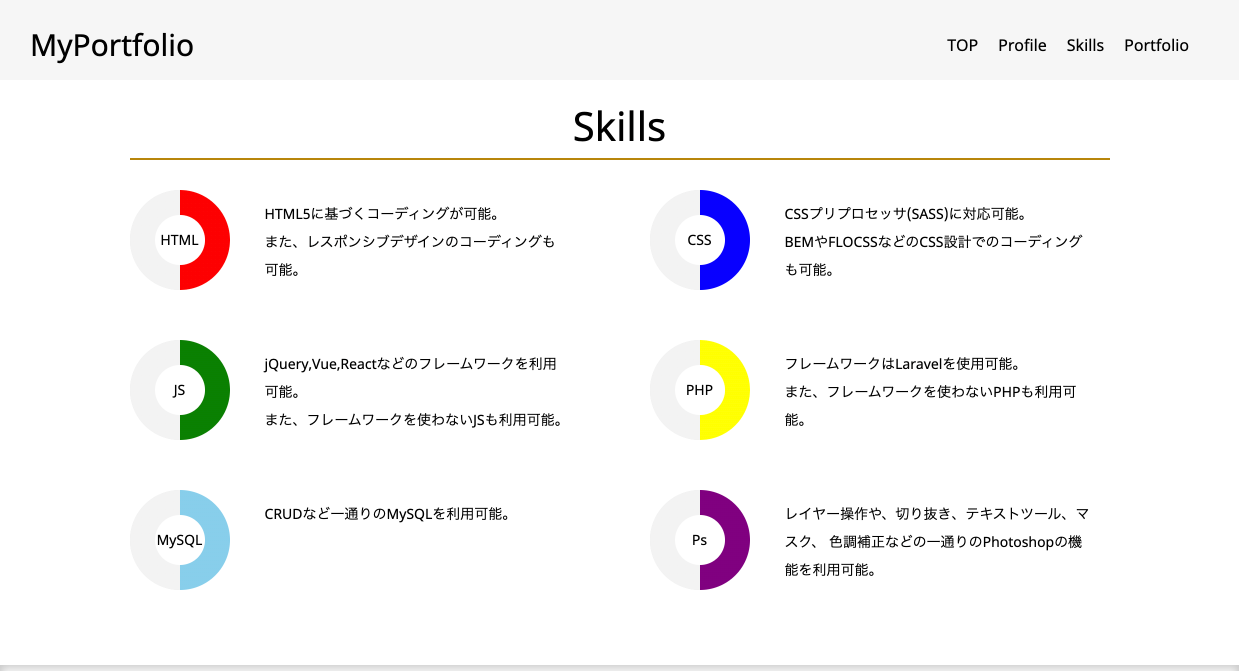 MyPortfolio
TOP Profile Skills Portfolio
Skills
HTML
HTML5に基づくコーディングが可能。
また、レスポンシブデザインのコーディングも
可能。
CSS
CSSプリプロセッサ(SASS)に対応可能。
BEMやFLOCSSなどのCSS設計でのコーディング
も可能。
JS
jQuery,Vue,Reactなどのフレームワークを利用
可能。
また、フレームワークを使わないJSも利用可能。
PHP
フレームワークはLaravelを使用可能。
また、フレームワークを使わないPHPも利用可
能。
MySQL
CRUDなど一通りのMySQLを利用可能。
Ps
レイヤー操作や、切り抜き、テキストツール、マ
スク、 色調補正などの一通りのPhotoshopの機
能を利用可能。